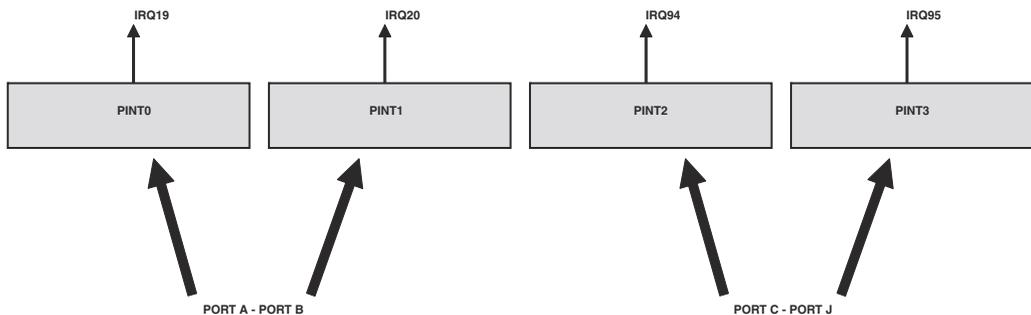 IRQ19
IRQ20
IRQ94
IRQ95
PINT0
PINT1
PINT2
PINT3
PORT A - PORT B
PORT C - PORT J